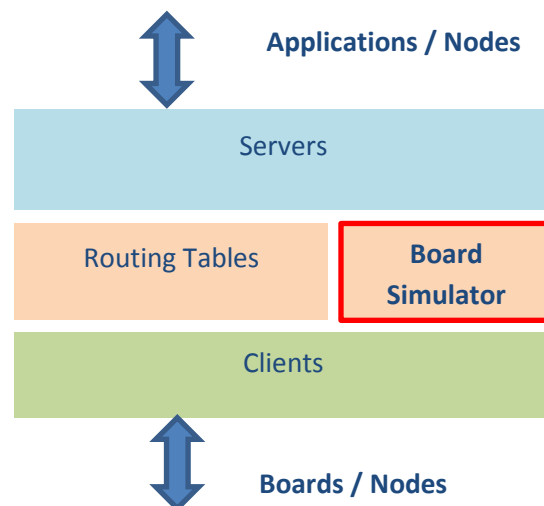 Applications / Nodes
Servers
Routing Tables
Board
Simulator
Clients
Boards / Nodes